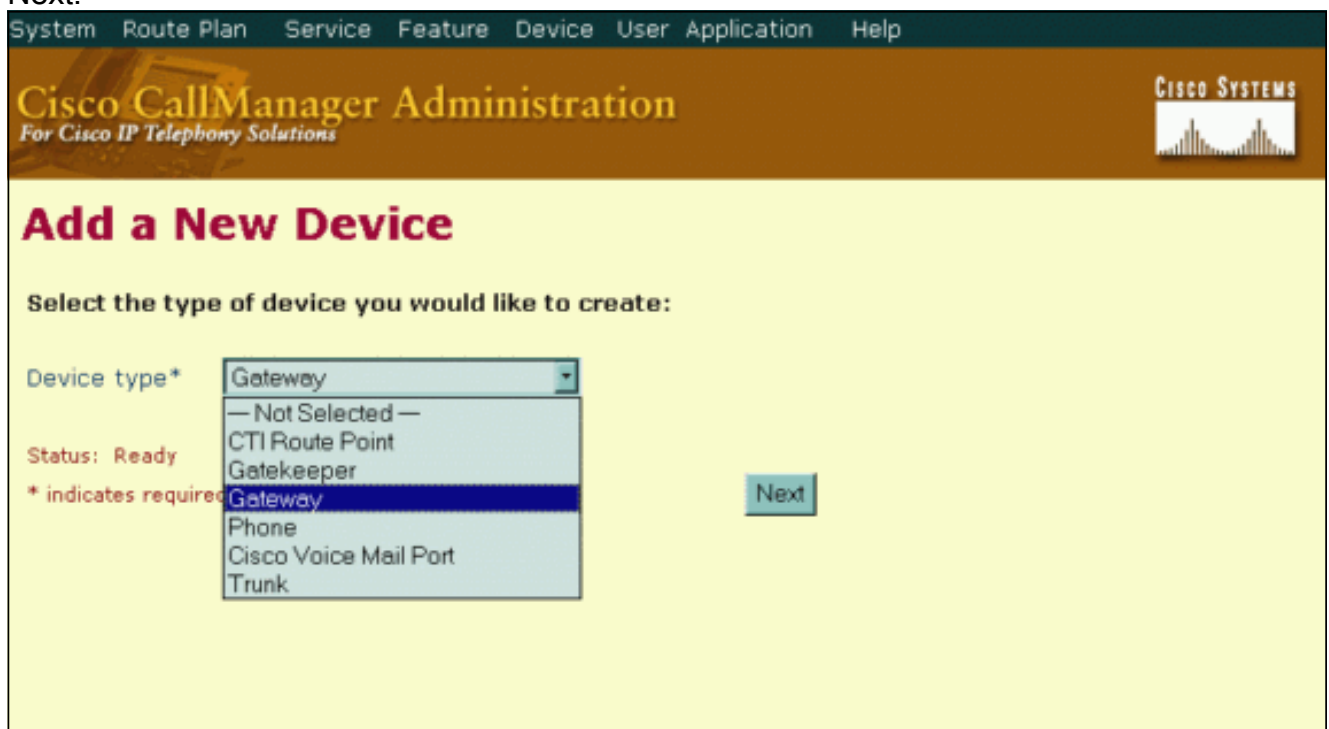 Next.
System Route Plan Service Feature Device User Application Help
Cisco CallManager Administration
For Cisco IP Telephony Solutions
CISCO SYSTEMS
Add a New Device
Select the type of device you would like to create:
Device type* Gateway
— Not Selected —
CTI Route Point
Status: Ready
Gatekeeper
* indicates required
Gateway
Next
Phone
Cisco Voice Mail Port
Trunk